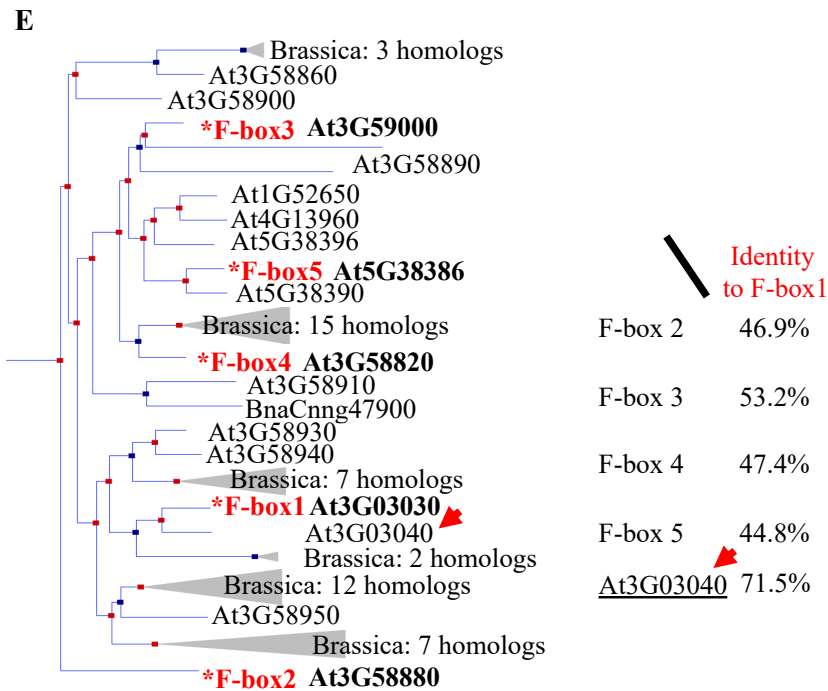 E
Brassica: 3 homologs
At3G58860
At3G58900
*F-box3 At3G59000
At3G58890
At1G52650
At4G13960
At5G38396
*F-box5 At5G38386
At5G38390
Brassica: 15 homologs
*F-box4 At3G58820
At3G58910
BnaCnng47900
At3G58930
At3G58940
Brassica: 7 homologs
*F-box1 At3G03030
At3G03040
Brassica: 2 homologs
Brassica: 12 homologs
At3G58950
Brassica: 7 homologs
*F-box2 At3G58880
Identity
to F-box1
F-box 2 46.9%
F-box 3 53.2%
F-box 4 47.4%
F-box 5 44.8%
At3G03040 71.5%